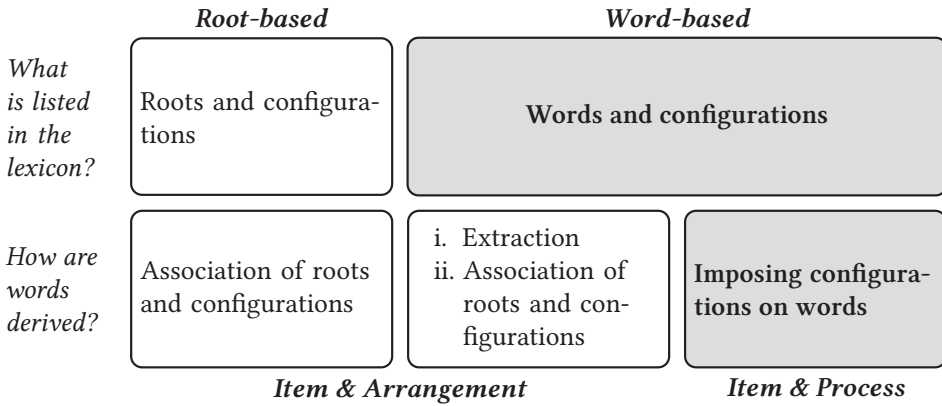 Root-based
Word-based
What
is listed
in the
lexicon?
Roots and configura-
tions
Words and configurations
How are
words
derived?
Association of roots
and configurations
i. Extraction
ii. Association of
roots and con-
figurations
Imposing configura-
tions on words
Item & Arrangement
Item & Process